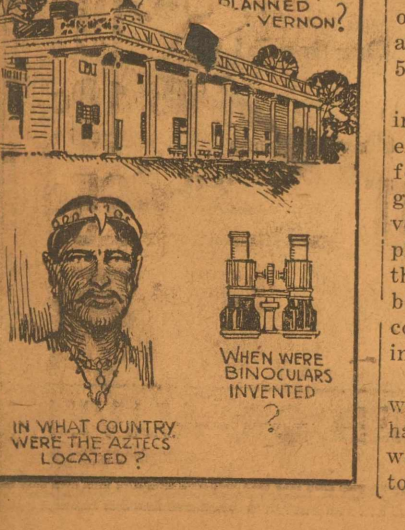 PLANNED
VERNON?
WHEN WERE
BINOCULARS
INVENTED
?
IN WHAT COUNTRY
WERE THE AZTECS
LOCATED?